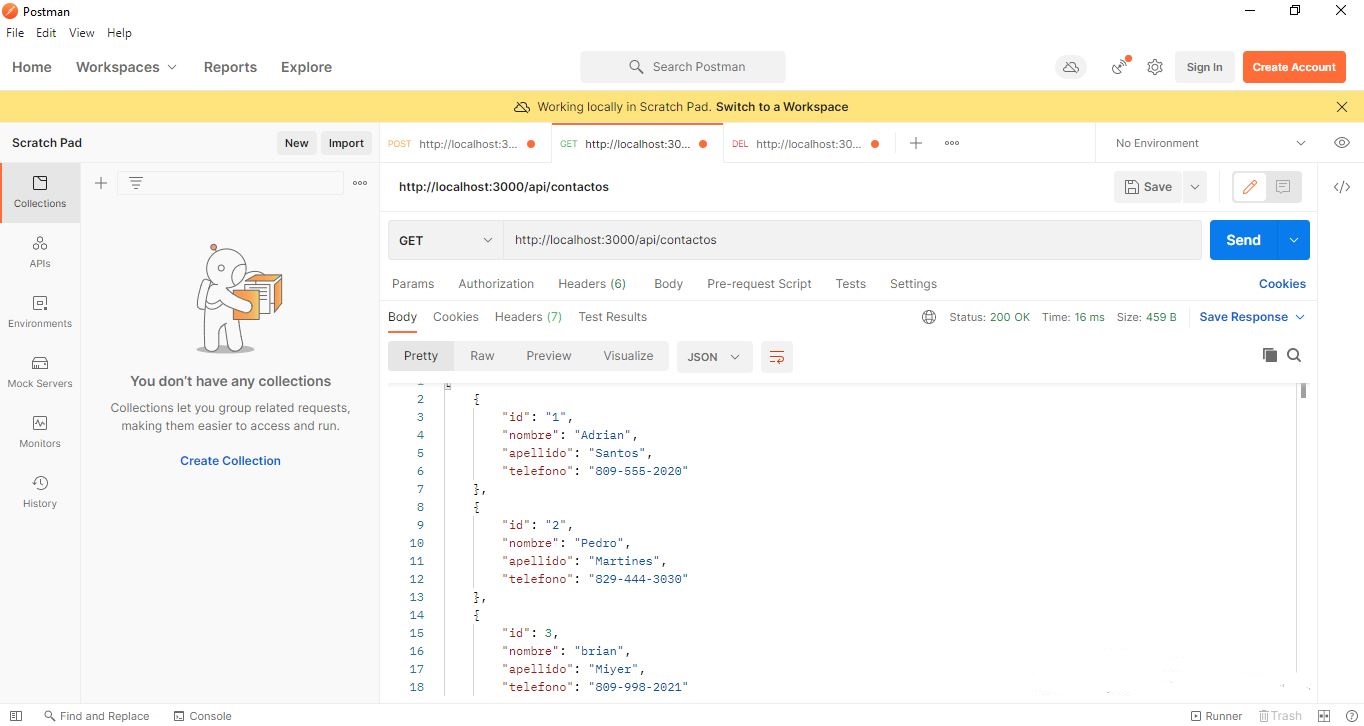 Postman
File Edit View Help
Home Workspaces Reports Explore
Search Postman
Sign In
Create Account
Working locally in Scratch Pad. Switch to a Workspace
Scratch Pad
New
Import
POST http://localhost:3...
GET http://localhost:30...
DEL http://localhost:30...
No Environment
Collections
APIs
Environments
Mock Servers
Monitors
History
You don't have any collections
Collections let you group related requests,
making them easier to access and run.
Create Collection
http://localhost:3000/api/contactos
Save
GET http://localhost:3000/api/contactos
Send
Params Authorization Headers (6) Body Pre-request Script Tests Settings
Cookies
Body Cookies Headers (7) Test Results
Status: 200 OK Time: 16 ms Size: 459 B
Save Response
Pretty Raw Preview Visualize
JSON
1 [
2 {
3 "id": "1",
4 "nombre": "Adrian",
5 "apellido": "Santos",
6 "telefono": "809-555-2020"
7 },
8 {
9 "id": "2",
10 "nombre": "Pedro",
11 "apellido": "Martines",
12 "telefono": "829-444-3030"
13 },
14 {
15 "id": 3,
16 "nombre": "brian",
17 "apellido": "Miyer",
18 "telefono": "809-998-2021"
Find and Replace Console
Runner Trash